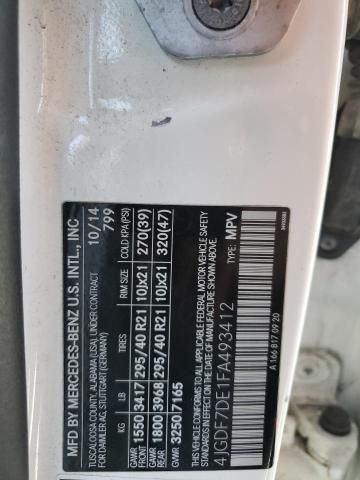 MFD BY MERCEDES-BENZ U.S. INTL., INC
TUSCALOOSA COUNTY, ALABAMA (USA), UNDER CONTRACT 10/14
OF DAIMLER AG, STUTTGART (GERMANY) 799
KG LB TIRES RIM SIZE COLD KPA (PSI)
GAWR FRONT 1550 3417 295/40 R21 10Jx21 270(39)
GAWR REAR 1800 3968 295/40 R21 10Jx21 320(47)
GVWR 3250 7165
THIS VEHICLE CONFORMS TO ALL APPLICABLE FEDERAL MOTOR VEHICLE SAFETY
STANDARDS IN EFFECT ON THE DATE OF MANUFACTURE SHOWN ABOVE.
4JGDF7DE1FA493412 TYPE: MPV
A 166 817 09 20